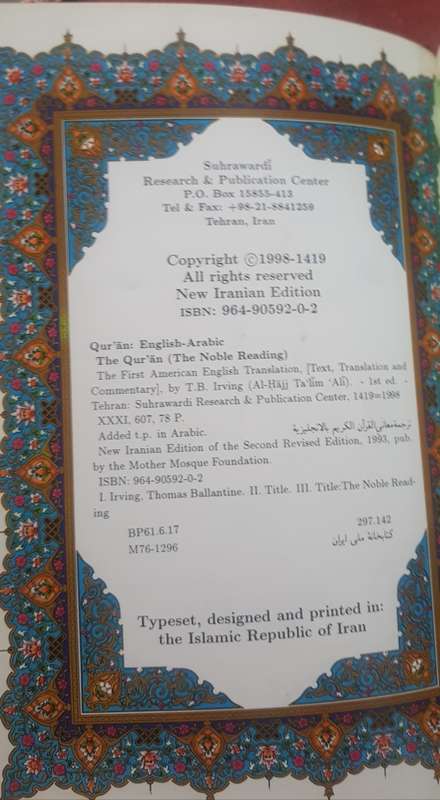 Suhrawardī
Research & Publication Center
P.O. Box 15855-413
Tel & Fax: +98-21-8841259
Tehran, Iran
Copyright ©1998-1419
All rights reserved
New Iranian Edition
ISBN: 964-90592-0-2
Qur'ān: English-Arabic
The Qur'ān (The Noble Reading)
The First American English Translation, [Text, Translation and
Commentary], by T.B. Irving (Al-Ḥājj Ta'līm 'Alī). - 1st ed. -
Tehran: Suhrawardi Research & Publication Center, 1419=1998
XXXI, 607, 78 P.
Added t.p. in Arabic. ترجمة معاني القرآن الكريم بالانجليزية
New Iranian Edition of the Second Revised Edition, 1993, pub.
by the Mother Mosque Foundation.
ISBN: 964-90592-0-2
I. Irving, Thomas Ballantine. II. Title. III. Title:The Noble Read-
ing
BP61.6.17 297.142
M76-1296 کتابخانهٔ ملی ایران
Typeset, designed and printed in:
the Islamic Republic of Iran